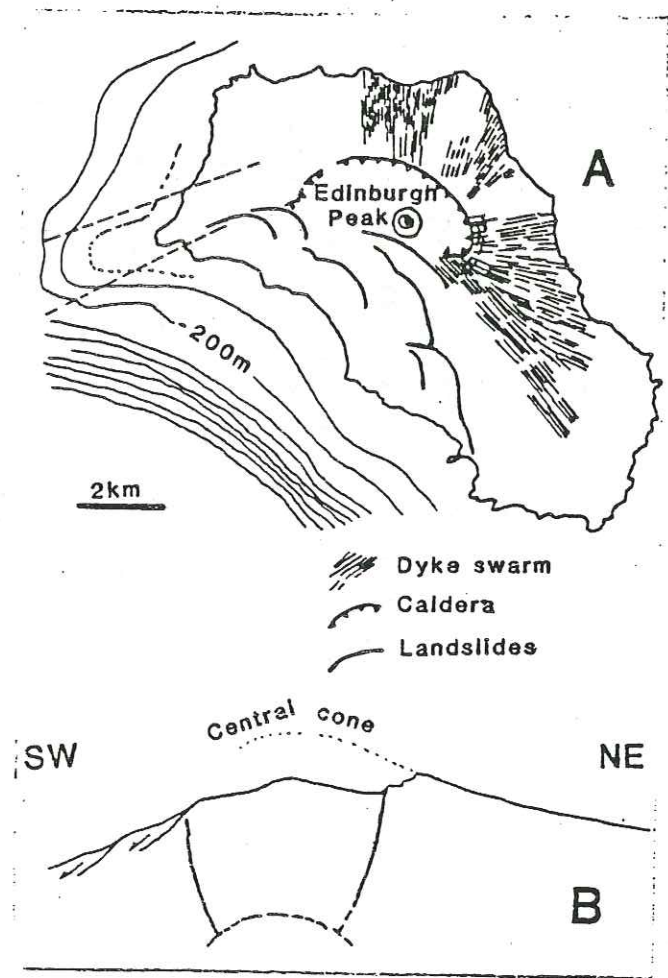 A
Edinburgh
Peak
-200m
2km
Dyke swarm
Caldera
Landslides
Central cone
SW
NE
B